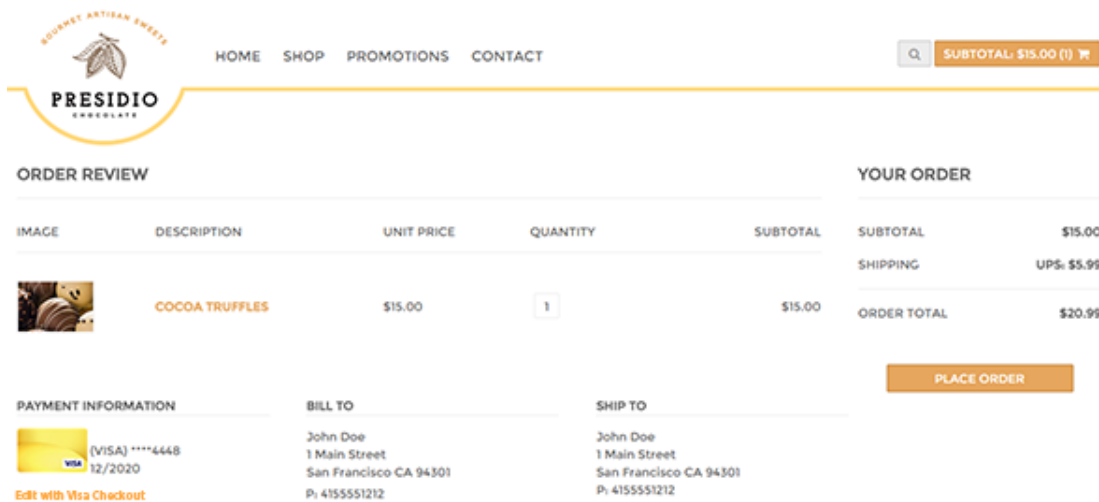 GOURMET ARTISAN SWEETS
PRESIDIO
CHOCOLATE
HOME SHOP PROMOTIONS CONTACT
SUBTOTAL: $15.00 (1)
ORDER REVIEW
IMAGE DESCRIPTION UNIT PRICE QUANTITY SUBTOTAL
COCOA TRUFFLES $15.00 1 $15.00
PAYMENT INFORMATION
VISA
(VISA) ****4448
12/2020
Edit with Visa Checkout
BILL TO
John Doe
1 Main Street
San Francisco CA 94301
P: 4155551212
SHIP TO
John Doe
1 Main Street
San Francisco CA 94301
P: 4155551212
YOUR ORDER
SUBTOTAL $15.00
SHIPPING UPS: $5.99
ORDER TOTAL $20.99
PLACE ORDER